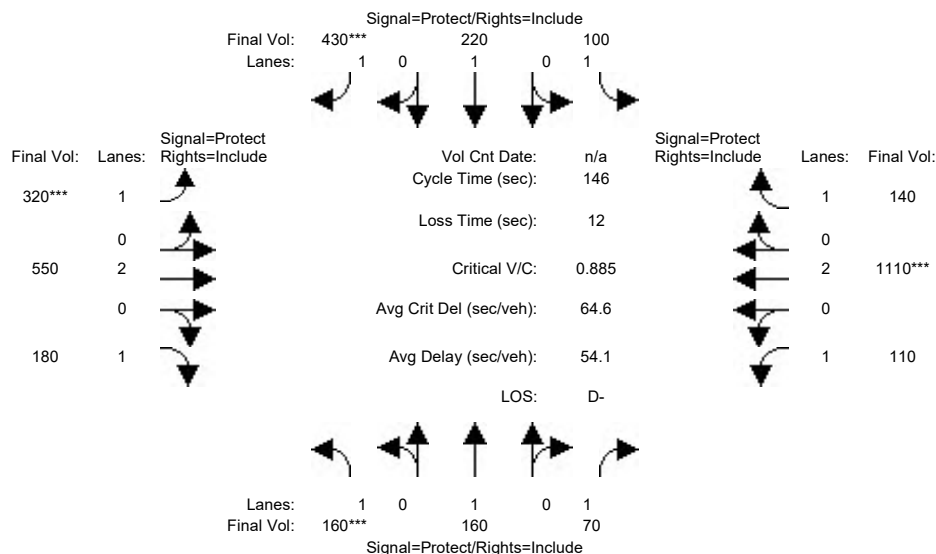 Signal=Protect/Rights=Include
Final Vol: 430*** 220 100
Lanes: 1 0 1 0 1
Signal=Protect
Final Vol: Lanes: Rights=Include
Vol Cnt Date: n/a
Signal=Protect
Rights=Include Lanes: Final Vol:
Cycle Time (sec): 146
320*** 1
1 140
Loss Time (sec): 12
0
0
550 2
Critical V/C: 0.885
2 1110***
0
Avg Crit Del (sec/veh): 64.6
0
180 1
Avg Delay (sec/veh): 54.1
1 110
LOS: D-
Lanes: 1 0 1 0 1
Final Vol: 160*** 160 70
Signal=Protect/Rights=Include